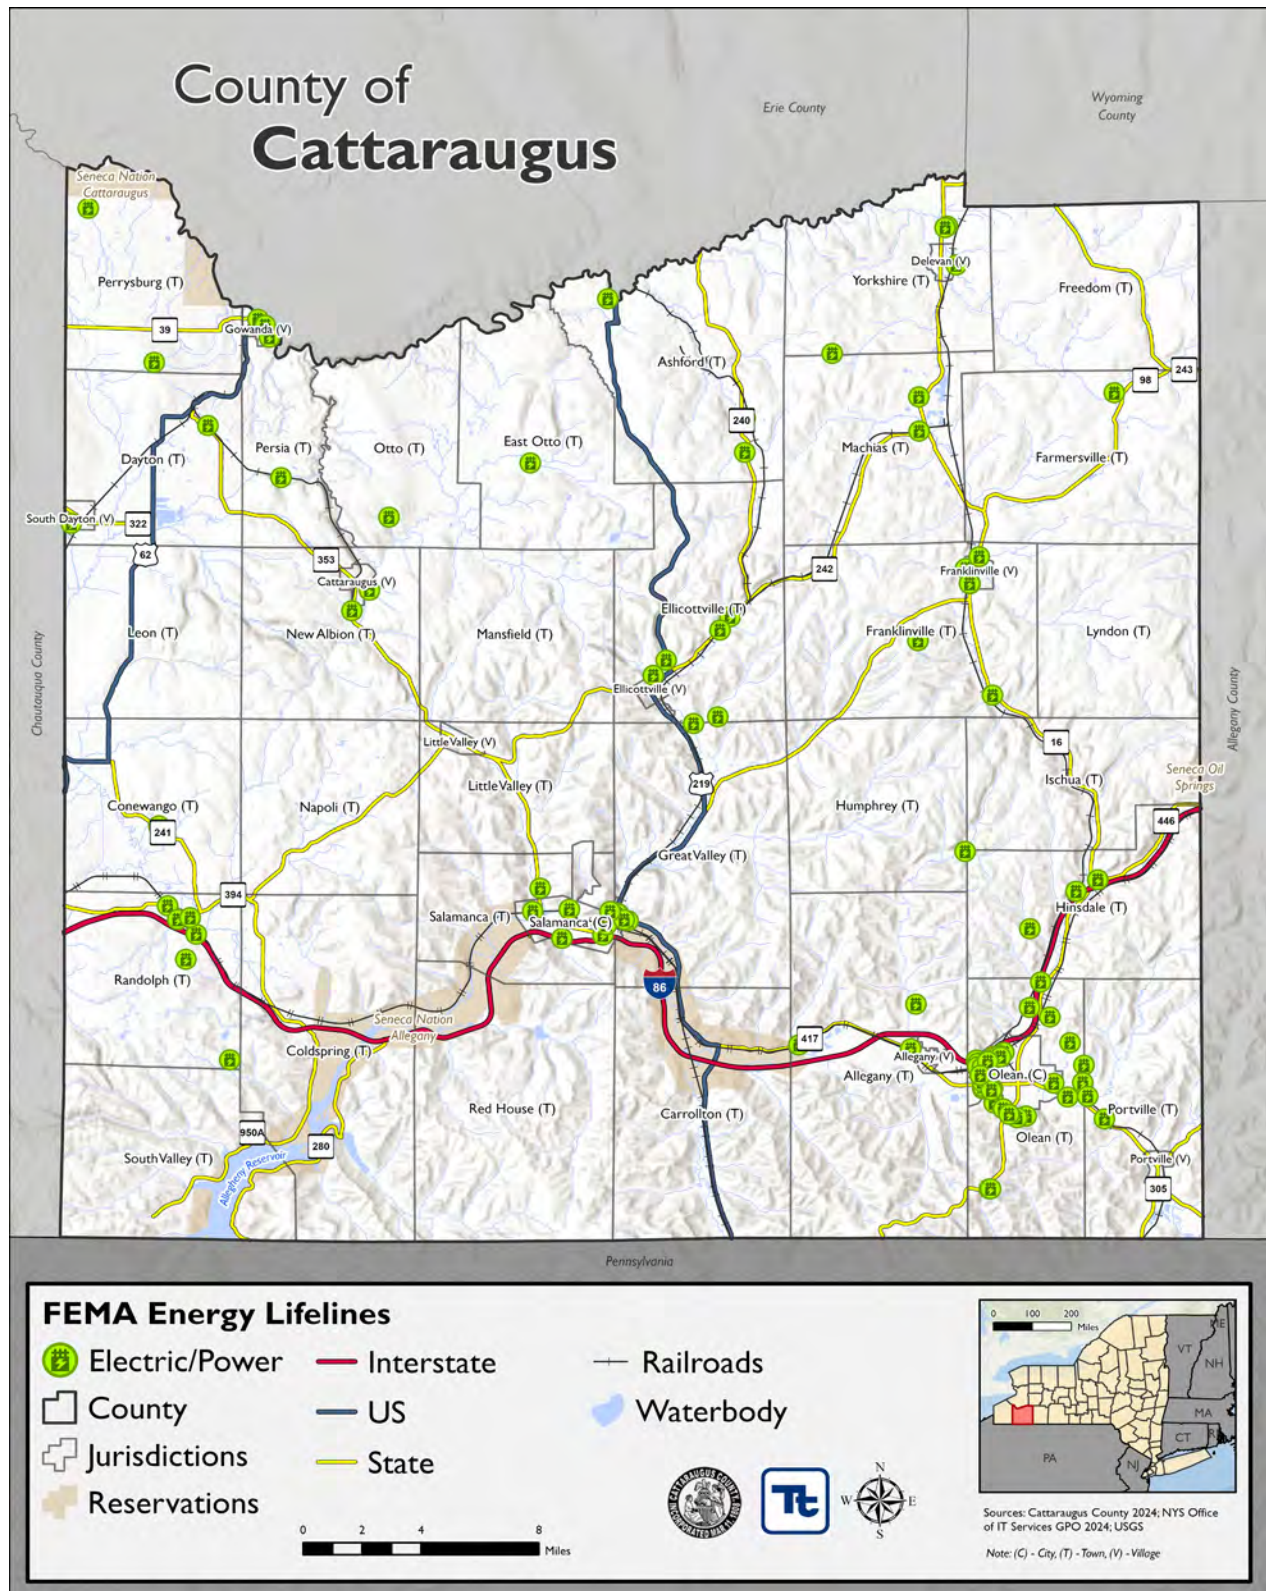 County of
Cattaraugus
Erie County
Wyoming
County
Seneca Nation
Cattaraugus
Perrysburg (T)
Delevan (V)
Yorkshire (T)
Freedom (T)
39
Gowanda (V)
Ashford (T)
243
98
240
Persia (T)
Otto (T)
East Otto (T)
Machias (T)
Farmersville (T)
Dayton (T)
South Dayton (V)
322
62
353
242
Franklinville (V)
Cattaraugus (V)
Ellicottville (T)
Leon (T)
New Albion (T)
Mansfield (T)
Franklinville (T)
Lyndon (T)
Chautauqua County
Allegany County
Ellicottville (V)
Little Valley (V)
16
Ischua (T)
Seneca Oil
Springs
219
Little Valley (T)
Conewango (T)
Napoli (T)
Humphrey (T)
241
446
Great Valley (T)
394
Salamanca (T)
Salamanca (C)
Hinsdale (T)
Randolph (T)
86
Seneca Nation
Allegany
417
Coldspring (T)
Allegany (V)
Allegany (T)
Olean (C)
Red House (T)
Carrollton (T)
Portville (T)
950A
Olean (T)
280
South Valley (T)
Allegheny Reservoir
Portville (V)
305
Pennsylvania
FEMA Energy Lifelines
Electric/Power
Interstate
Railroads
County
US
Waterbody
Jurisdictions
State
Reservations
0 2 4 8
Miles
Tt
N
W E
S
0 100 200
Miles
ME
VT
NH
MA
CT
PA
NJ
Sources: Cattaraugus County 2024; NYS Office
of IT Services GPO 2024; USGS
Note: (C) - City, (T) - Town, (V) - Village